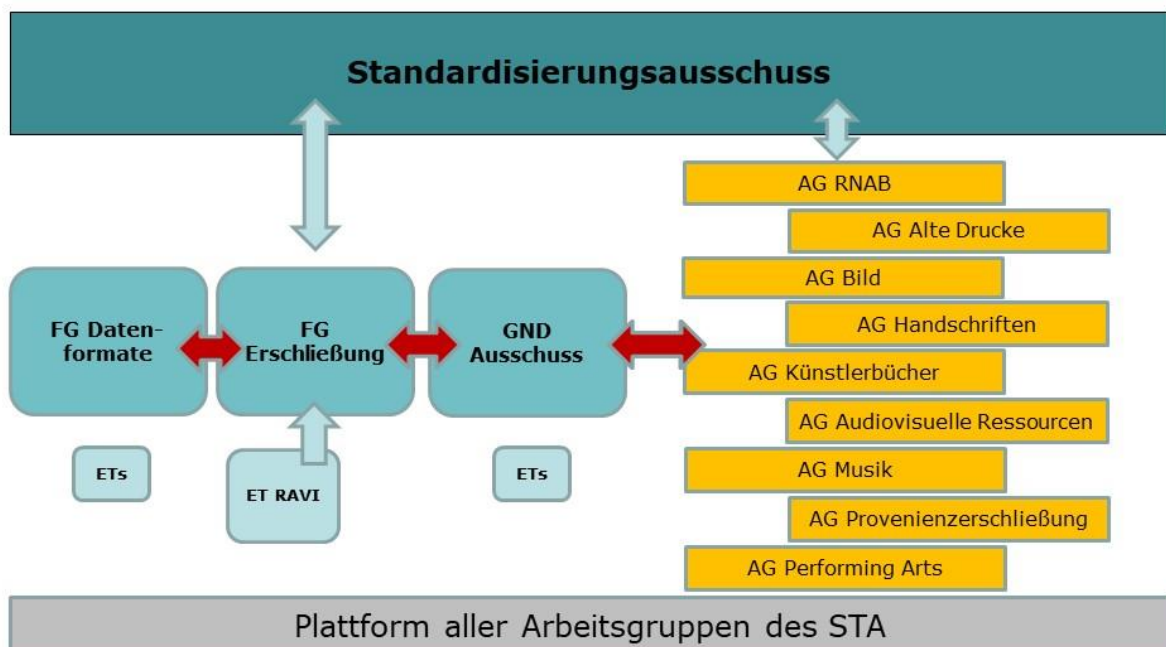 Standardisierungsausschuss
AG RNAB
AG Alte Drucke
AG Bild
AG Handschriften
AG Künstlerbücher
AG Audiovisuelle Ressourcen
AG Musik
AG Provenienzerschließung
AG Performing Arts
FG Daten-
formate
FG
Erschließung
GND
Ausschuss
ETs
ET RAVI
ETs
Plattform aller Arbeitsgruppen des STA